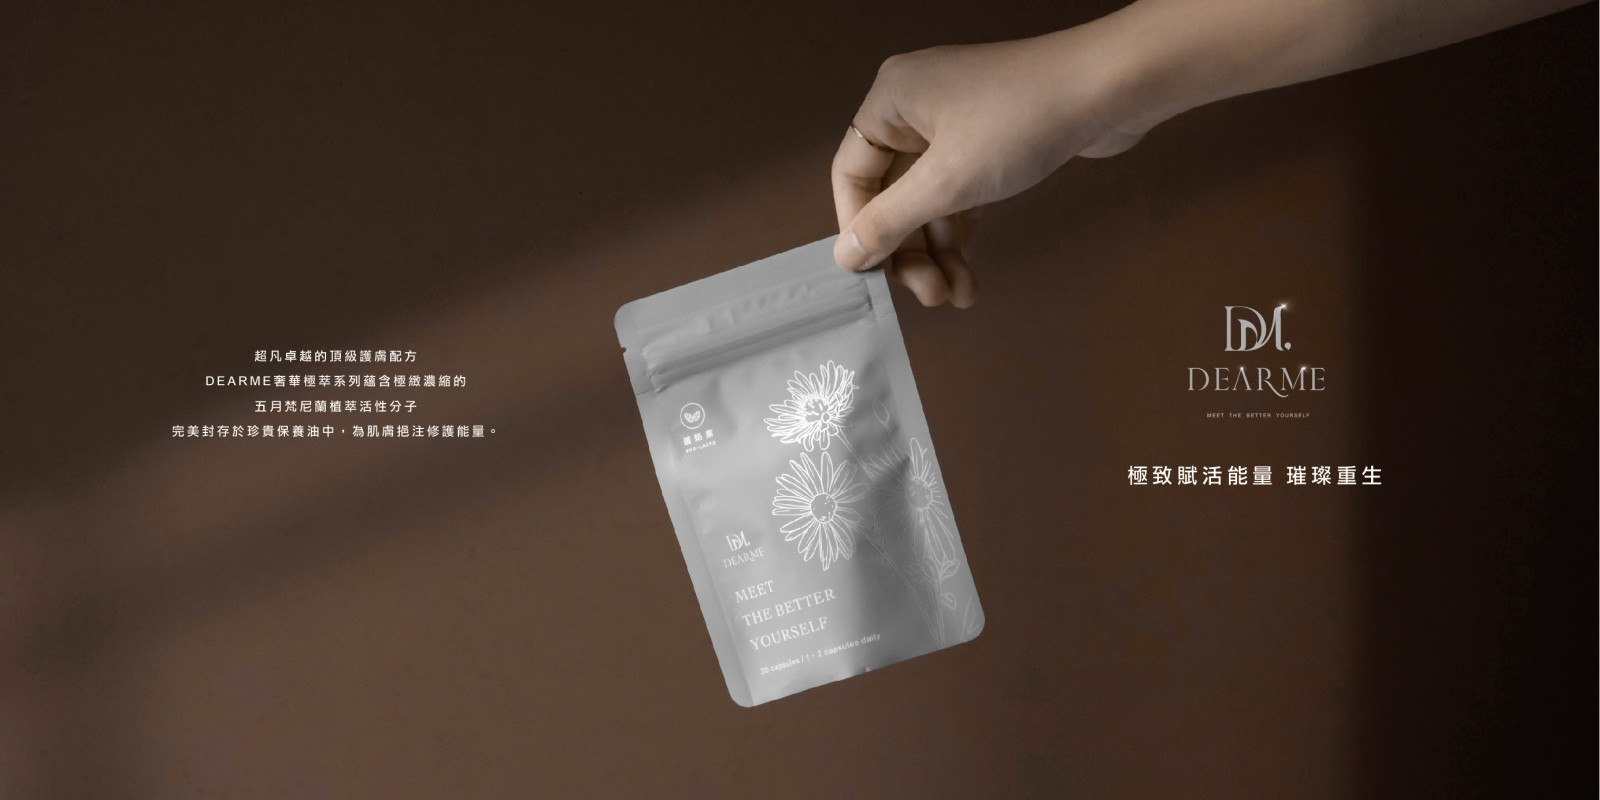 超凡卓越的頂級護膚配方
DEARME奢華極萃系列蘊含極緻濃縮的
五月梵尼蘭植萃活性分子
完美封存於珍貴保養油中，為肌膚挹注修護能量。
DM.
DEARME
MEET
THE BETTER
YOURSELF
30 capsules / 1 - 2 capsules daily
DM.
DEARME
MEET THE BETTER YOURSELF
極致賦活能量 璀璨重生